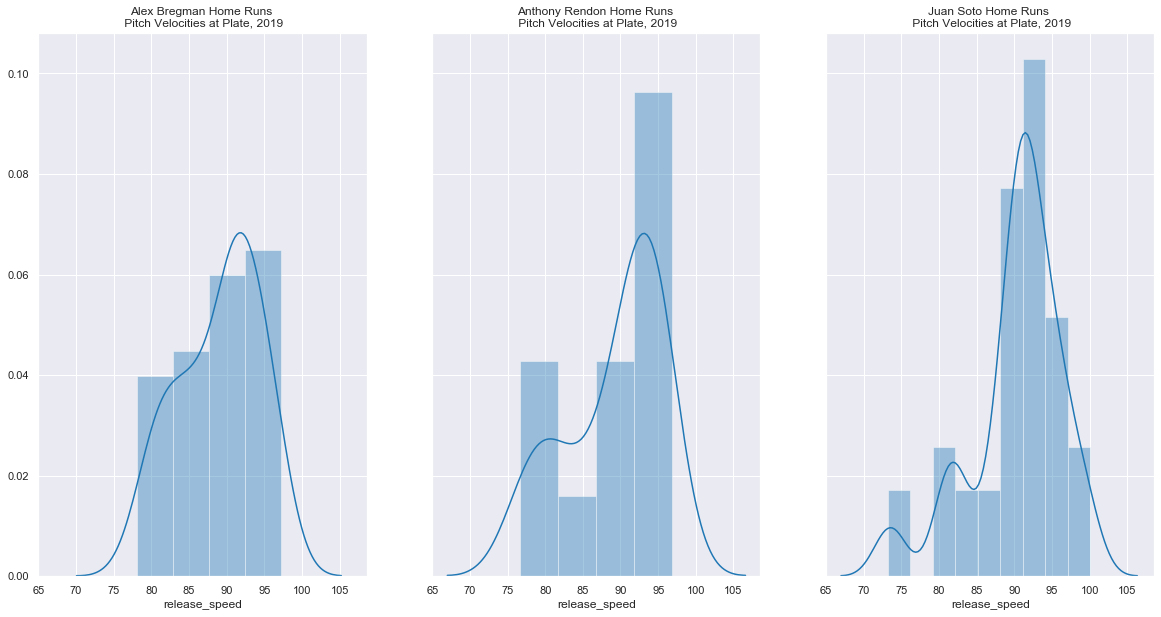 Alex Bregman Home Runs
Pitch Velocities at Plate, 2019
Anthony Rendon Home Runs
Pitch Velocities at Plate, 2019
Juan Soto Home Runs
Pitch Velocities at Plate, 2019
0.10
0.08
0.06
0.04
0.02
0.00
65 70 75 80 85 90 95 100 105
65 70 75 80 85 90 95 100 105
65 70 75 80 85 90 95 100 105
release_speed
release_speed
release_speed